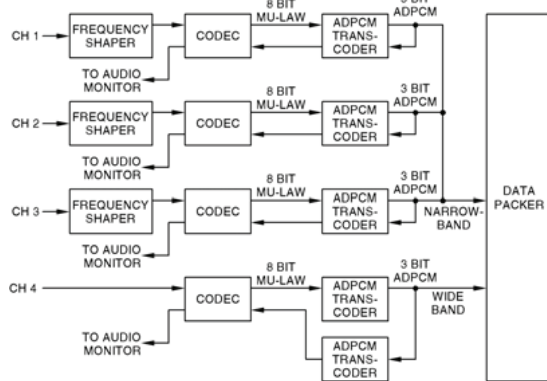 3 BIT
ADPCM
8 BIT
MU-LAW
CH 1
FREQUENCY
SHAPER
CODEC
ADPCM
TRANS-
CODER
TO AUDIO
MONITOR
8 BIT
MU-LAW
3 BIT
ADPCM
CH 2
FREQUENCY
SHAPER
CODEC
ADPCM
TRANS-
CODER
TO AUDIO
MONITOR
8 BIT
MU-LAW
3 BIT
ADPCM
CH 3
FREQUENCY
SHAPER
CODEC
ADPCM
TRANS-
CODER
NARROW-
BAND
DATA
PACKER
TO AUDIO
MONITOR
8 BIT
MU-LAW
3 BIT
ADPCM
CH 4
CODEC
ADPCM
TRANS-
CODER
WIDE
BAND
TO AUDIO
MONITOR
ADPCM
TRANS-
CODER